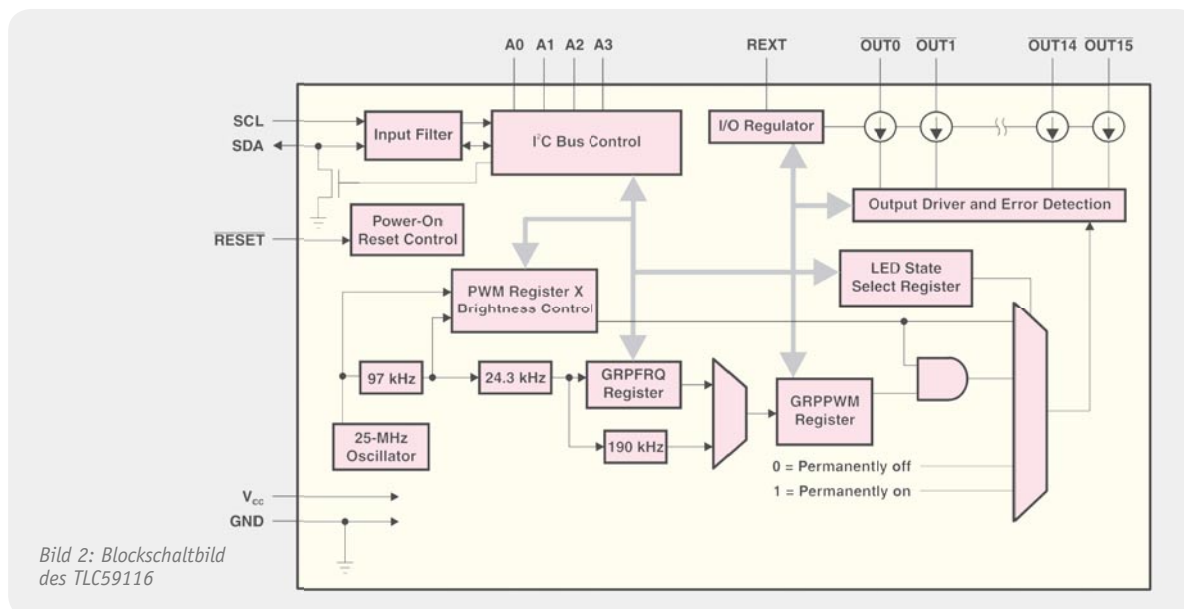 A0 A1 A2 A3 REXT OUT0 OUT1 OUT14 OUT15
SCL
SDA
Input Filter
I²C Bus Control
I/O Regulator
Output Driver and Error Detection
RESET
Power-On
Reset Control
LED State
Select Register
PWM Register X
Brightness Control
97 kHz
24.3 kHz
GRPFRQ
Register
GRPPWM
Register
25-MHz
Oscillator
190 kHz
0 = Permanently off
1 = Permanently on
Vcc
GND
Bild 2: Blockschaltbild
des TLC59116